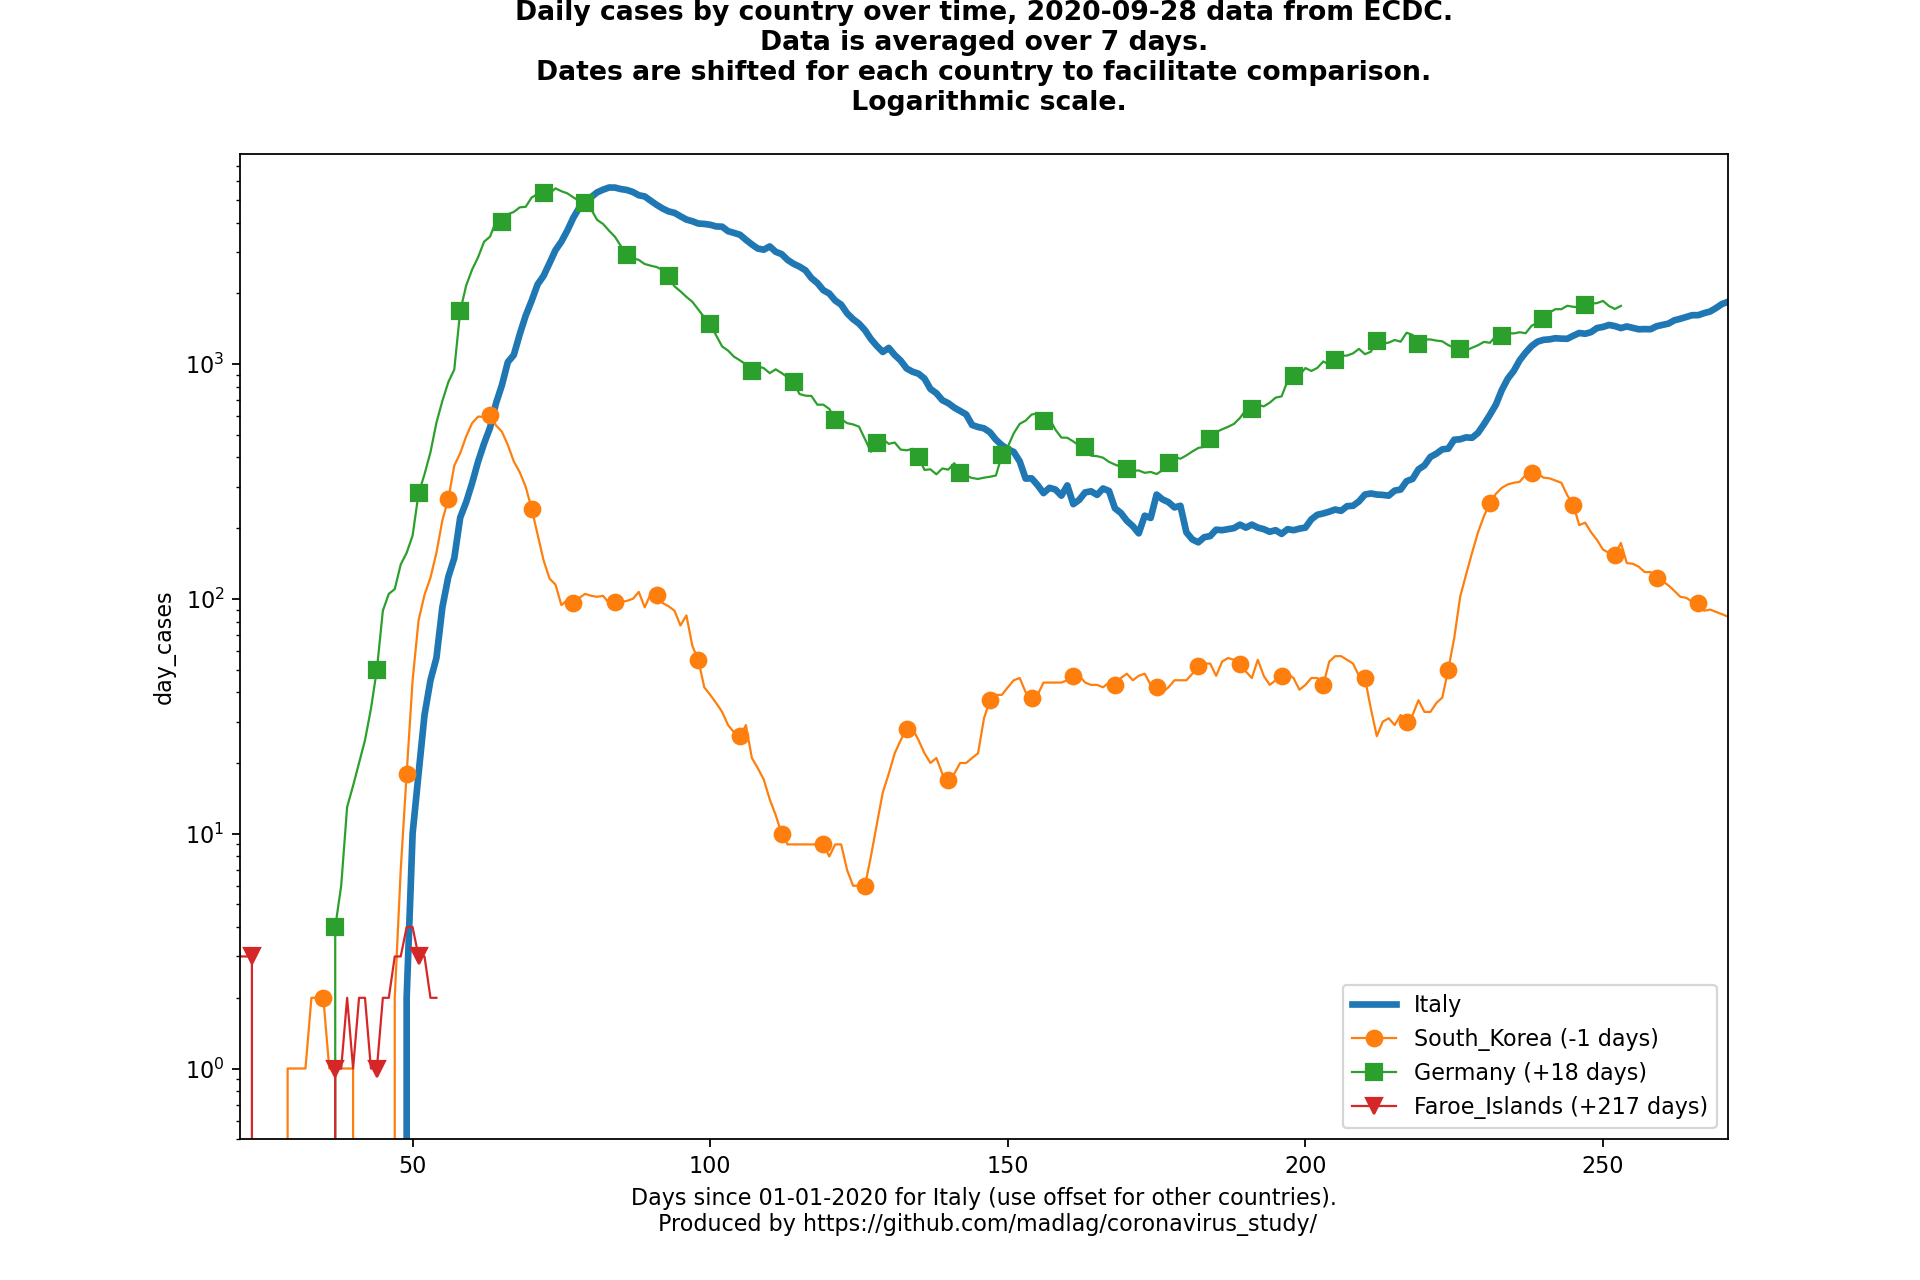 Daily cases by country over time, 2020-09-28 data from ECDC.
Data is averaged over 7 days.
Dates are shifted for each country to facilitate comparison.
Logarithmic scale.
day_cases
10³
10²
10¹
10⁰
50 100 150 200 250
Italy
South_Korea (-1 days)
Germany (+18 days)
Faroe_Islands (+217 days)
Days since 01-01-2020 for Italy (use offset for other countries).
Produced by https://github.com/madlag/coronavirus_study/